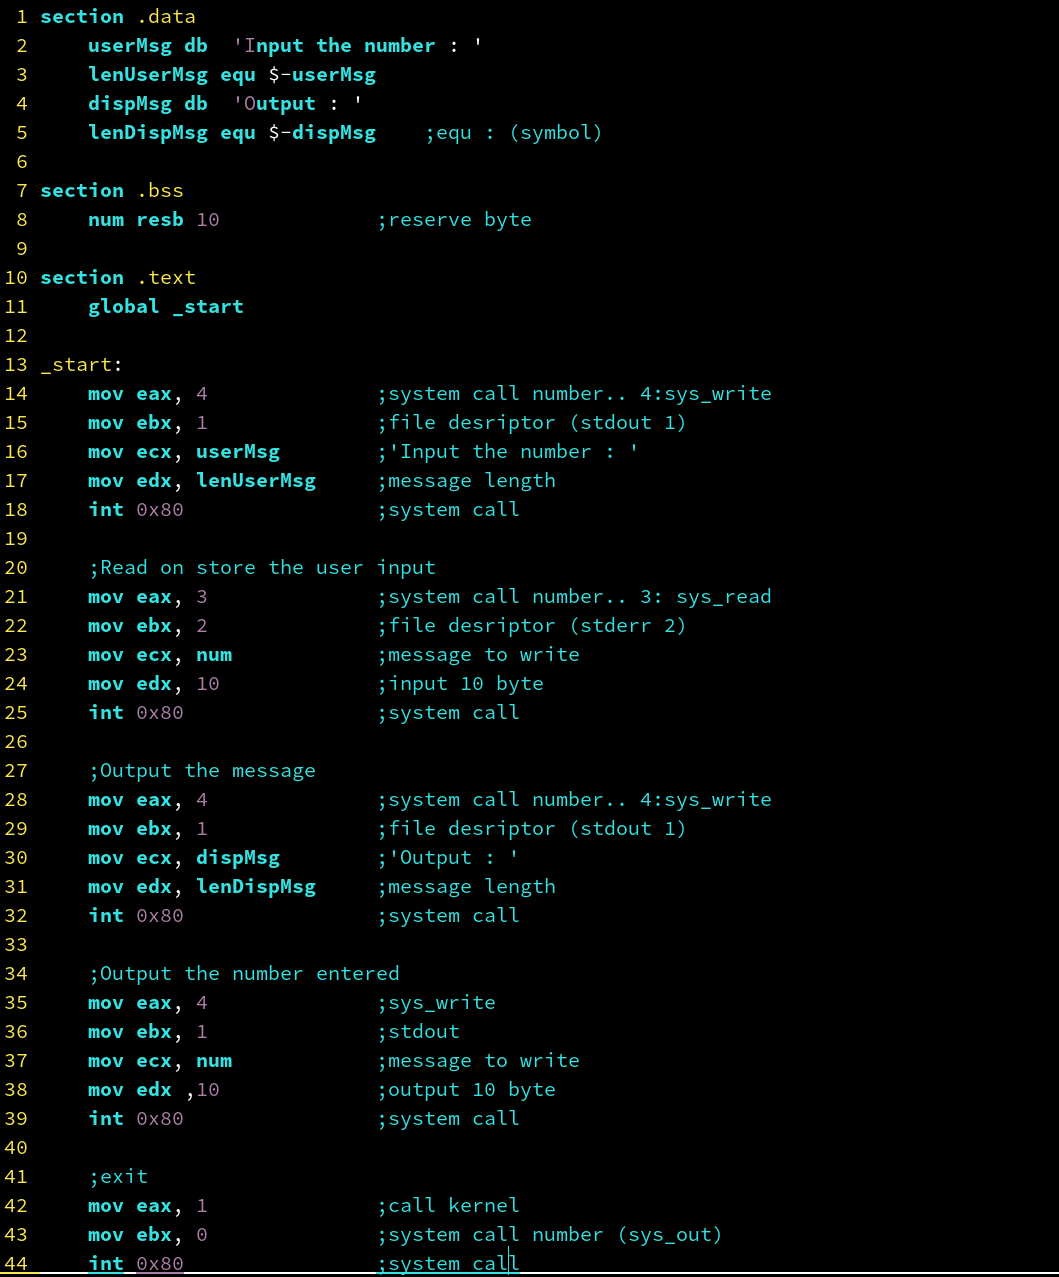 1 section .data
2     userMsg db  'Input the number : '
3     lenUserMsg equ $-userMsg
4     dispMsg db  'Output : '
5     lenDispMsg equ $-dispMsg    ;equ : (symbol)
6
7 section .bss
8     num resb 10             ;reserve byte
9
10 section .text
11     global _start
12
13 _start:
14     mov eax, 4              ;system call number.. 4:sys_write
15     mov ebx, 1              ;file desriptor (stdout 1)
16     mov ecx, userMsg        ;'Input the number : '
17     mov edx, lenUserMsg     ;message length
18     int 0x80                ;system call
19
20     ;Read on store the user input
21     mov eax, 3              ;system call number.. 3: sys_read
22     mov ebx, 2              ;file desriptor (stderr 2)
23     mov ecx, num            ;message to write
24     mov edx, 10             ;input 10 byte
25     int 0x80                ;system call
26
27     ;Output the message
28     mov eax, 4              ;system call number.. 4:sys_write
29     mov ebx, 1              ;file desriptor (stdout 1)
30     mov ecx, dispMsg        ;'Output : '
31     mov edx, lenDispMsg     ;message length
32     int 0x80                ;system call
33
34     ;Output the number entered
35     mov eax, 4              ;sys_write
36     mov ebx, 1              ;stdout
37     mov ecx, num            ;message to write
38     mov edx ,10             ;output 10 byte
39     int 0x80                ;system call
40
41     ;exit
42     mov eax, 1              ;call kernel
43     mov ebx, 0              ;system call number (sys_out)
44     int 0x80                ;system call